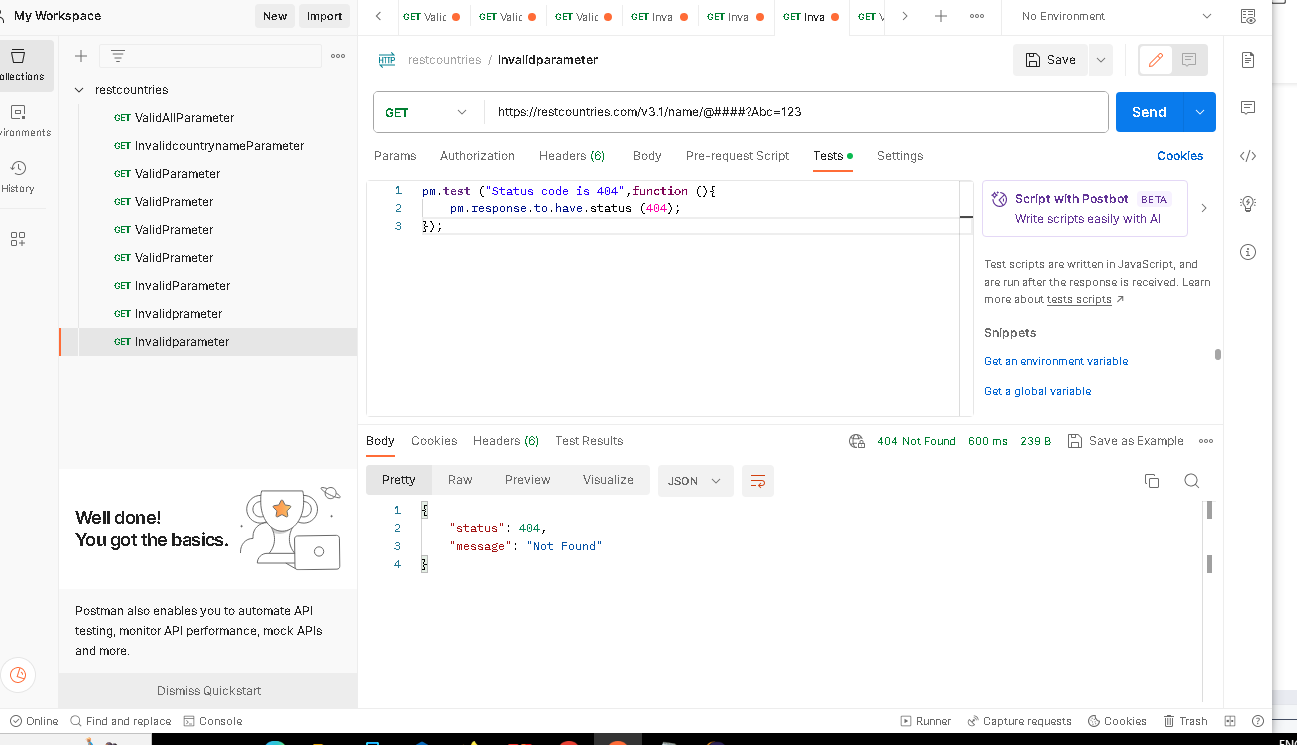 My Workspace New Import
GET Valic GET Valic GET Valic GET Inva GET Inva GET Inva GET V No Environment
HTTP restcountries / Invalidparameter Save
ollections
vironments
History
restcountries
GET ValidAllParameter
GET InvalidcountrynameParameter
GET ValidParameter
GET ValidPrameter
GET ValidPrameter
GET ValidPrameter
GET InvalidParameter
GET Invalidprameter
GET Invalidparameter
Well done!
You got the basics.
Postman also enables you to automate API
testing, monitor API performance, mock APIs
and more.
Dismiss Quickstart
GET https://restcountries.com/v3.1/name/@####?Abc=123 Send
Params Authorization Headers (6) Body Pre-request Script Tests Settings Cookies
1 pm.test ("Status code is 404",function (){
2 pm.response.to.have.status (404);
3 });
Script with Postbot BETA
Write scripts easily with AI
Test scripts are written in JavaScript, and
are run after the response is received. Learn
more about tests scripts ↗
Snippets
Get an environment variable
Get a global variable
Body Cookies Headers (6) Test Results 404 Not Found 600 ms 239 B Save as Example
Pretty Raw Preview Visualize JSON
1 {
2 "status": 404,
3 "message": "Not Found"
4 }
Online Find and replace Console Runner Capture requests Cookies Trash